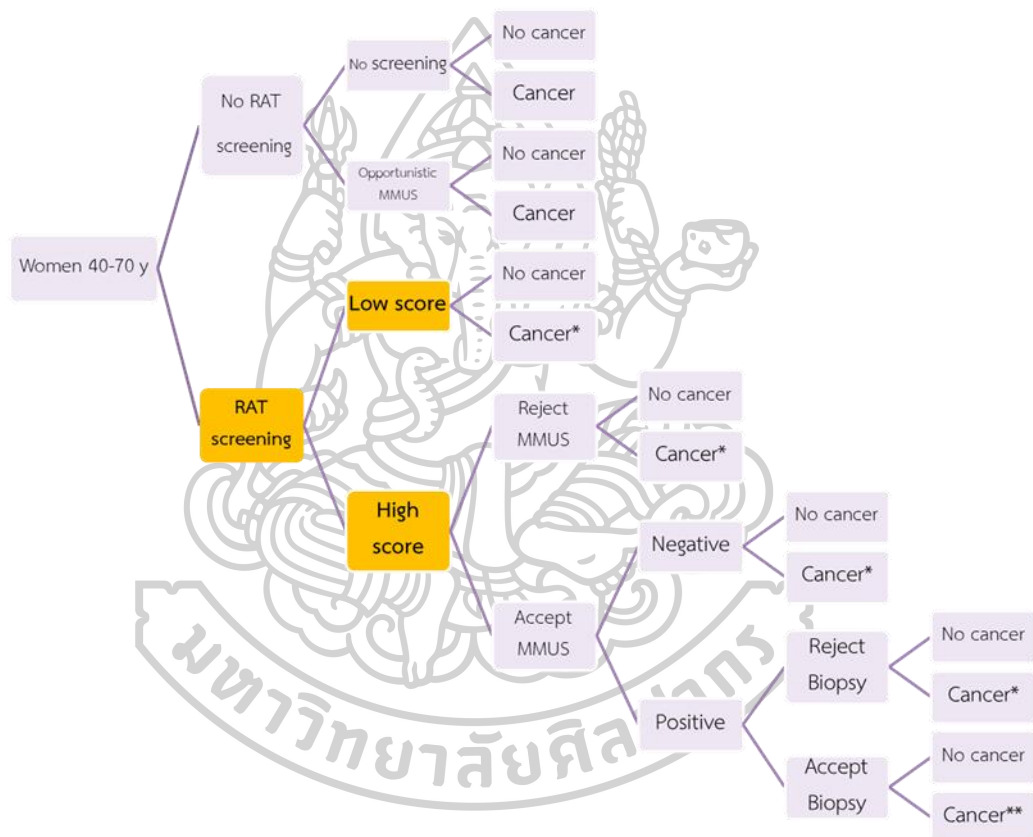 No cancer
No screening
Cancer
No RAT
screening
No cancer
Opportunistic
MMUS
Cancer
Women 40-70 y
No cancer
Low score
Cancer*
RAT
screening
Reject
MMUS
No cancer
Cancer*
High
score
No cancer
Negative
Cancer*
Accept
MMUS
No cancer
Reject
Biopsy
Cancer*
Positive
No cancer
Accept
Biopsy
Cancer**
มหาวิทยาลัยศิลปากร